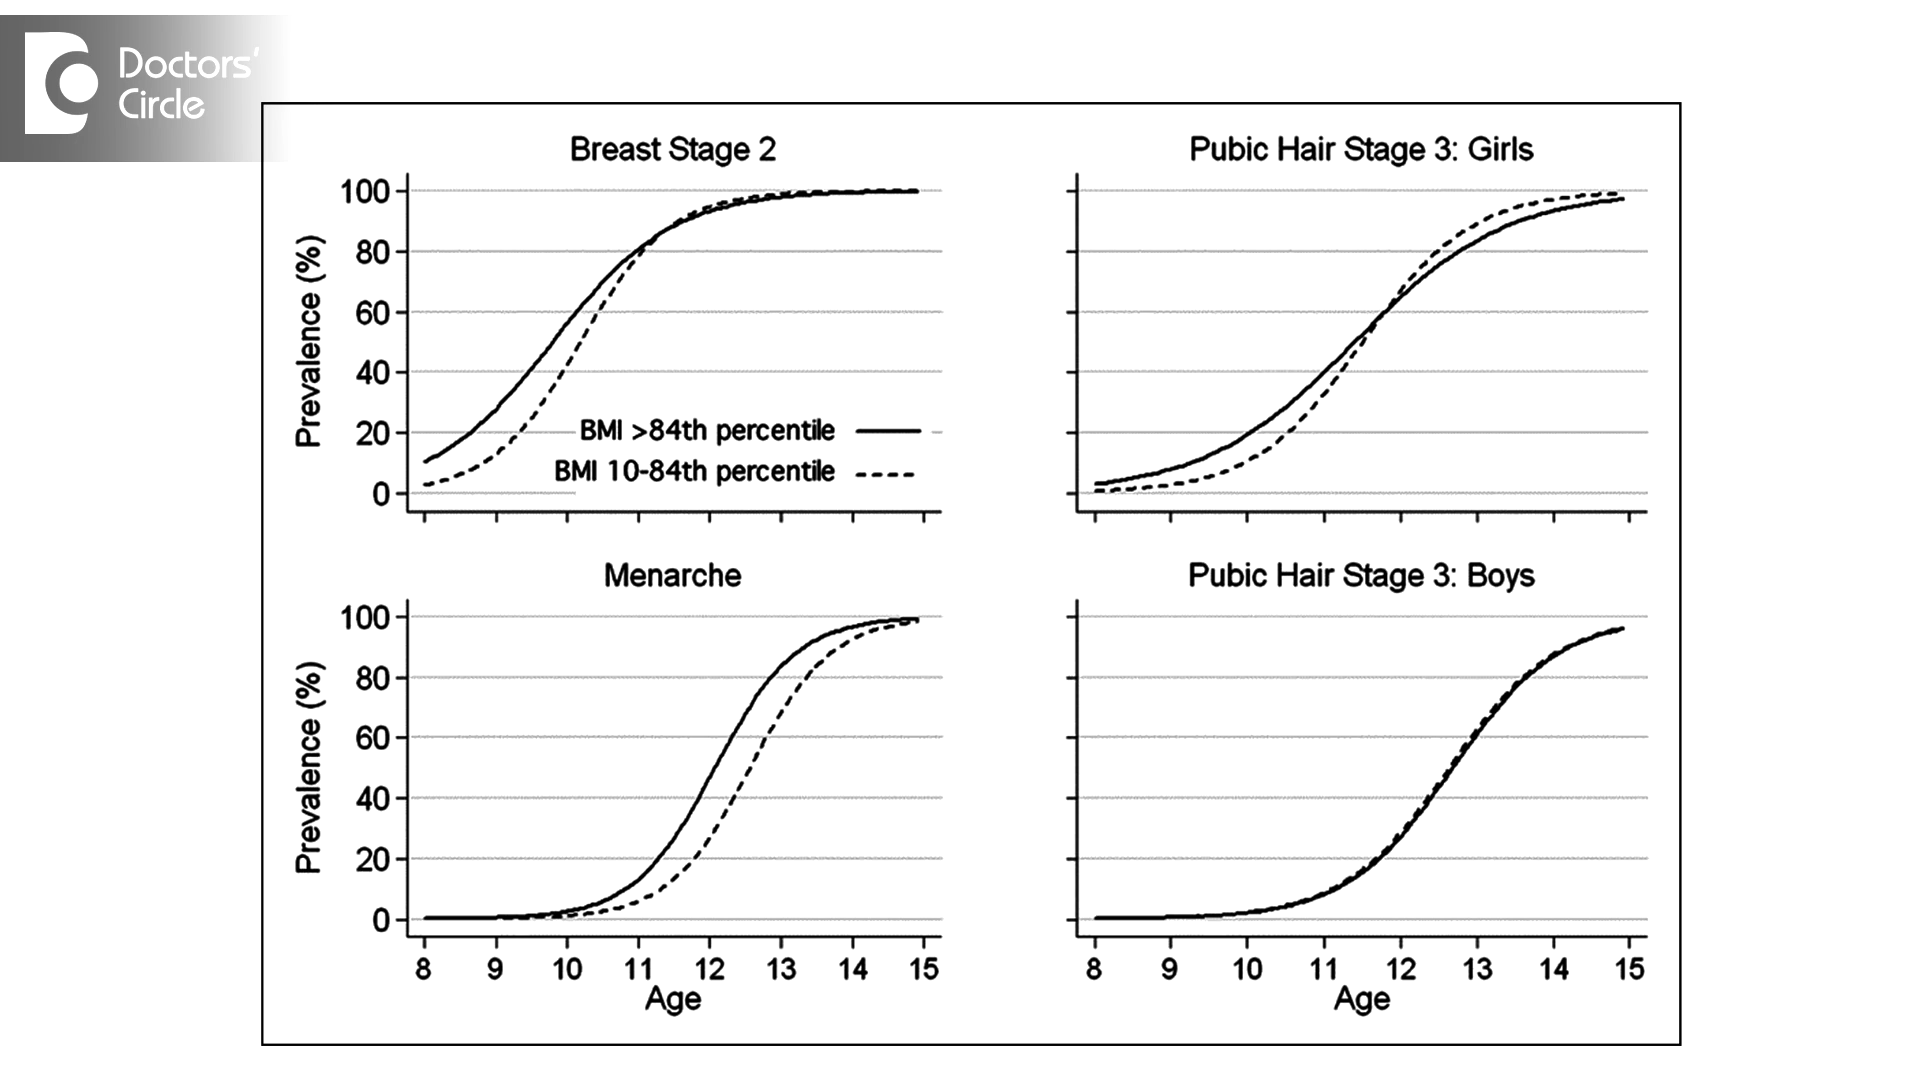 Doctors'
Circle
Breast Stage 2
Prevalence (%)
100
80
60
40
20
0
BMI >84th percentile
BMI 10-84th percentile
Pubic Hair Stage 3: Girls
Menarche
Prevalence (%)
100
80
60
40
20
0
8 9 10 11 12 13 14 15
Age
Pubic Hair Stage 3: Boys
8 9 10 11 12 13 14 15
Age